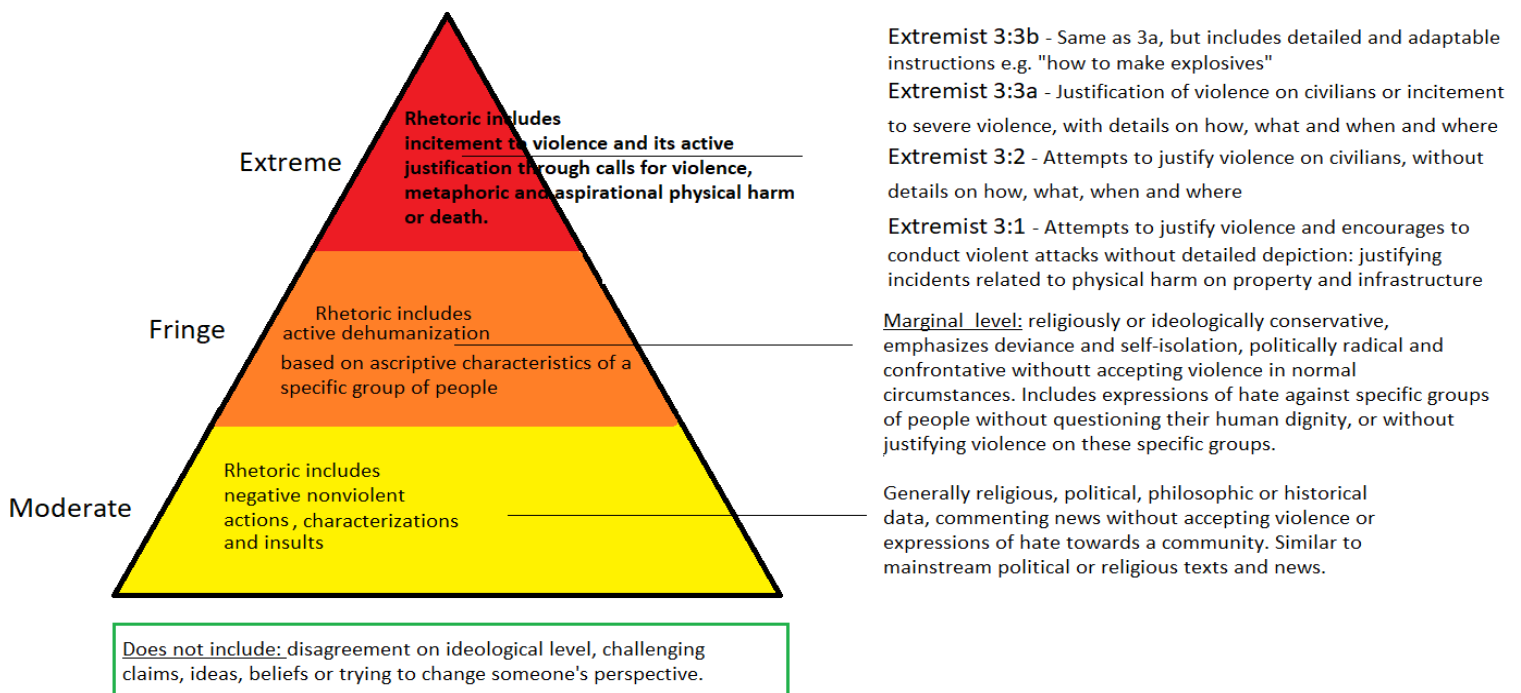 Extreme
Rhetoric includes
incitement to violence and its active
justification through calls for violence,
metaphoric and aspirational physical harm
or death.
Extremist 3:3b - Same as 3a, but includes detailed and adaptable
instructions e.g. "how to make explosives"
Extremist 3:3a - Justification of violence on civilians or incitement
to severe violence, with details on how, what and when and where
Extremist 3:2 - Attempts to justify violence on civilians, without
details on how, what, when and where
Extremist 3:1 - Attempts to justify violence and encourages to
conduct violent attacks without detailed depiction: justifying
incidents related to physical harm on property and infrastructure
Fringe
Rhetoric includes
active dehumanization
based on ascriptive characteristics of a
specific group of people
Marginal level: religiously or ideologically conservative,
emphasizes deviance and self-isolation, politically radical and
confrontative withoutt accepting violence in normal
circumstances. Includes expressions of hate against specific groups
of people without questioning their human dignity, or without
justifying violence on these specific groups.
Moderate
Rhetoric includes
negative nonviolent
actions, characterizations
and insults
Generally religious, political, philosophic or historical
data, commenting news without accepting violence or
expressions of hate towards a community. Similar to
mainstream political or religious texts and news.
Does not include: disagreement on ideological level, challenging
claims, ideas, beliefs or trying to change someone's perspective.